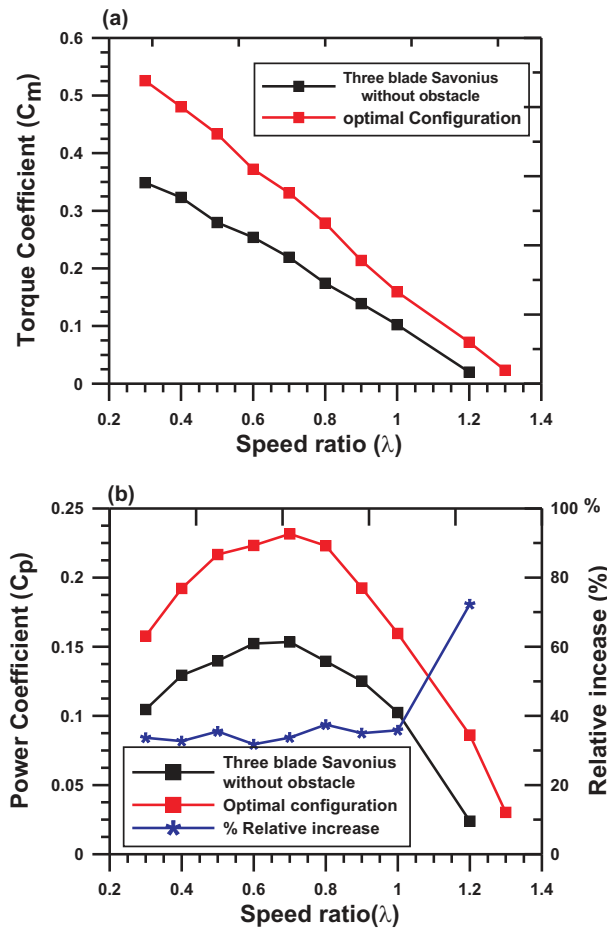 (a)
0.6
0.5
0.4
0.3
0.2
0.1
0
Torque Coefficient (Cm)
Three blade Savonius
without obstacle
optimal Configuration
0.2 0.4 0.6 0.8 1 1.2 1.4
Speed ratio (λ)
(b)
0.25
0.2
0.15
0.1
0.05
0
Power Coefficient (Cp)
100 %
80
60
40
20
0
Relative incease (%)
Three blade Savonius
without obstacle
Optimal configuration
% Relative increase
0.2 0.4 0.6 0.8 1 1.2 1.4
Speed ratio(λ)